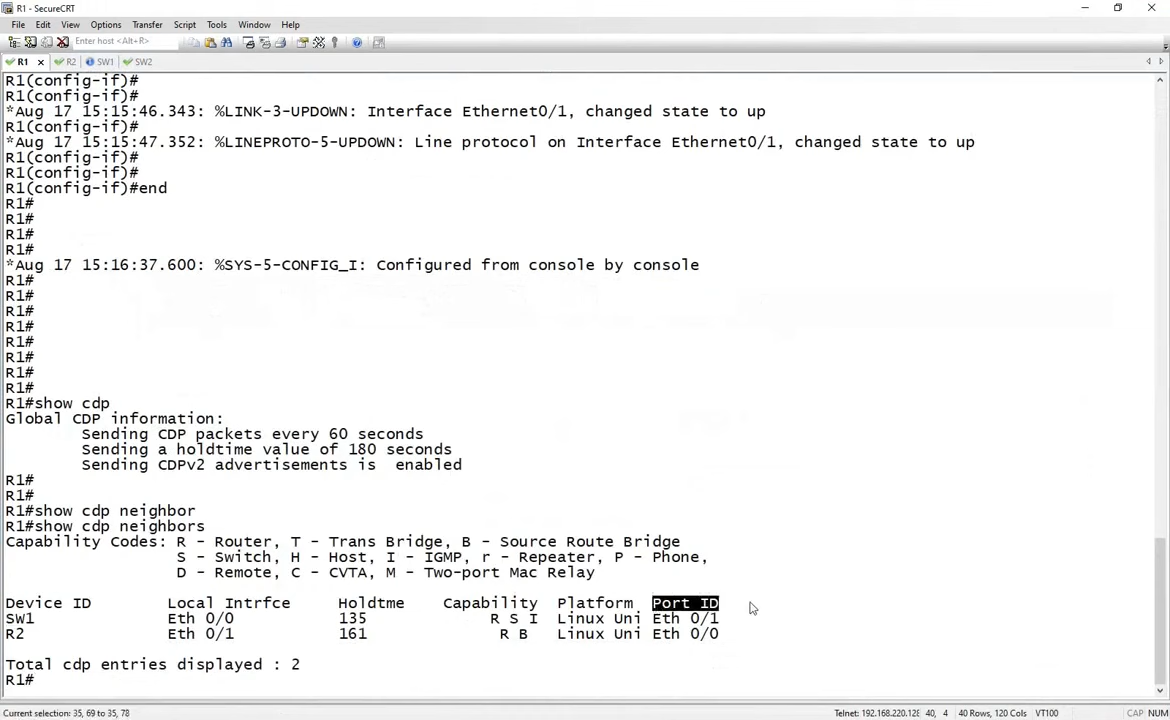 R1 - SecureCRT
File Edit View Options Transfer Script Tools Window Help
Enter host <Alt+R>
R1 R2 SW1 SW2
R1(config-if)#
R1(config-if)#
*Aug 17 15:15:46.343: %LINK-3-UPDOWN: Interface Ethernet0/1, changed state to up
R1(config-if)#
*Aug 17 15:15:47.352: %LINEPROTO-5-UPDOWN: Line protocol on Interface Ethernet0/1, changed state to up
R1(config-if)#
R1(config-if)#
R1(config-if)#end
R1#
R1#
R1#
R1#
*Aug 17 15:16:37.600: %SYS-5-CONFIG_I: Configured from console by console
R1#
R1#
R1#
R1#
R1#
R1#
R1#
R1#
R1#show cdp
Global CDP information:
        Sending CDP packets every 60 seconds
        Sending a holdtime value of 180 seconds
        Sending CDPv2 advertisements is  enabled
R1#
R1#
R1#show cdp neighbor
R1#show cdp neighbors
Capability Codes: R - Router, T - Trans Bridge, B - Source Route Bridge
                  S - Switch, H - Host, I - IGMP, r - Repeater, P - Phone,
                  D - Remote, C - CVTA, M - Two-port Mac Relay
Device ID        Local Intrfce     Holdtme    Capability  Platform  Port ID
SW1              Eth 0/0           135             R S I  Linux Uni Eth 0/1
R2               Eth 0/1           161              R B   Linux Uni Eth 0/0
Total cdp entries displayed : 2
R1#
Current selection: 35, 69 to 35, 78 Telnet: 192.168.220.128 40, 4 40 Rows, 120 Cols VT100 CAP NUM